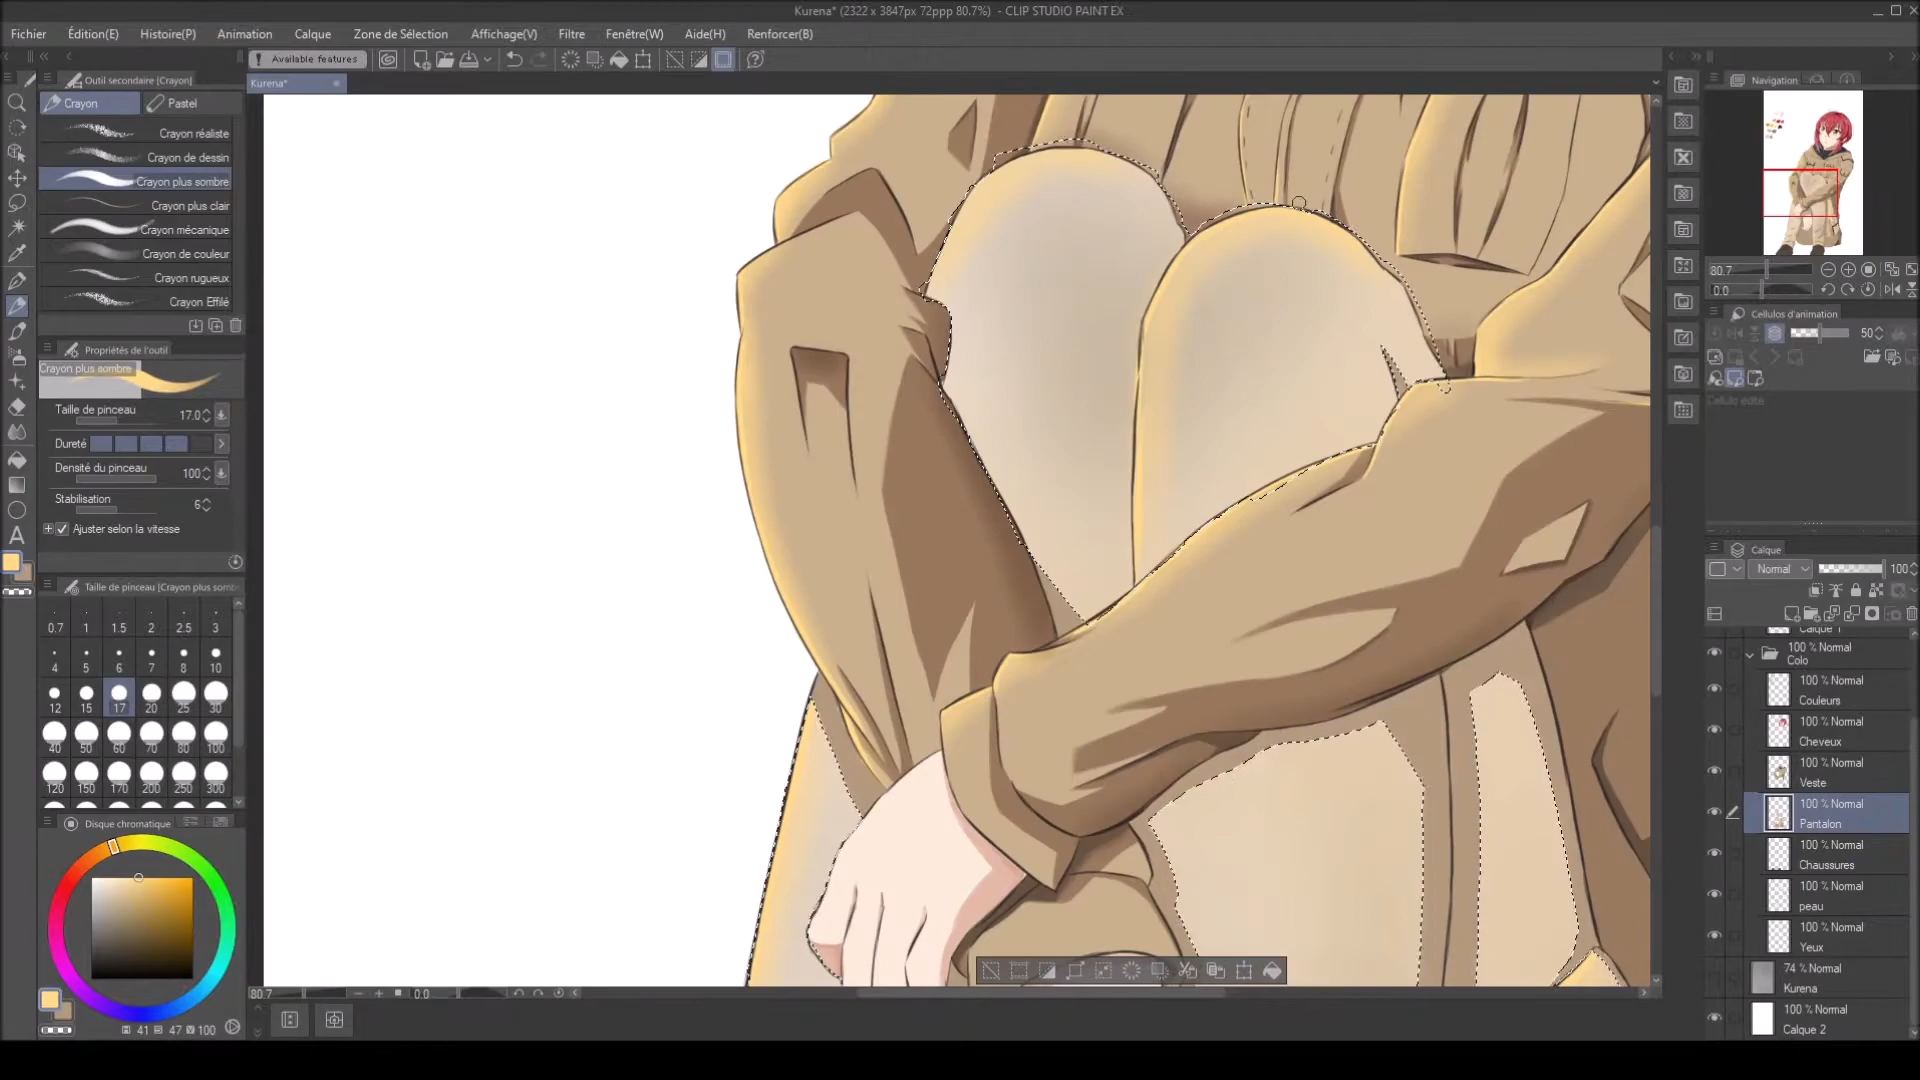 Kurena* (2322 x 3847px 72ppp 80.7%) - CLIP STUDIO PAINT EX
Fichier Édition(E) Histoire(P) Animation Calque Zone de Sélection Affichage(V) Filtre Fenêtre(W) Aide(H) Renforcer(B)
! Available features
Kurena*
Outil secondaire [Crayon]
Crayon Pastel
Crayon réaliste
Crayon de dessin
Crayon plus sombre
Crayon plus clair
Crayon mécanique
Crayon de couleur
Crayon rugueux
Crayon Effilé
Propriétés de l'outil
Crayon plus sombre
Taille de pinceau 17.0
Dureté
Densité du pinceau 100
Stabilisation 6
Ajuster selon la vitesse
Taille de pinceau [Crayon plus somb
0.7 1 1.5 2 2.5 3
4 5 6 7 8 10
12 15 17 20 25 30
40 50 60 70 80 100
120 150 170 200 250 300
Disque chromatique
41 47 V 100
A
80.7 0.0
Navigation
80.7
0.0
Cellulos d'animation
50
Calque
Normal 100
Calque 1
100 % Normal
Colo
100 % Normal
Couleurs
100 % Normal
Cheveux
100 % Normal
Veste
100 % Normal
Pantalon
100 % Normal
Chaussures
100 % Normal
peau
100 % Normal
Yeux
74 % Normal
Kurena
100 % Normal
Calque 2